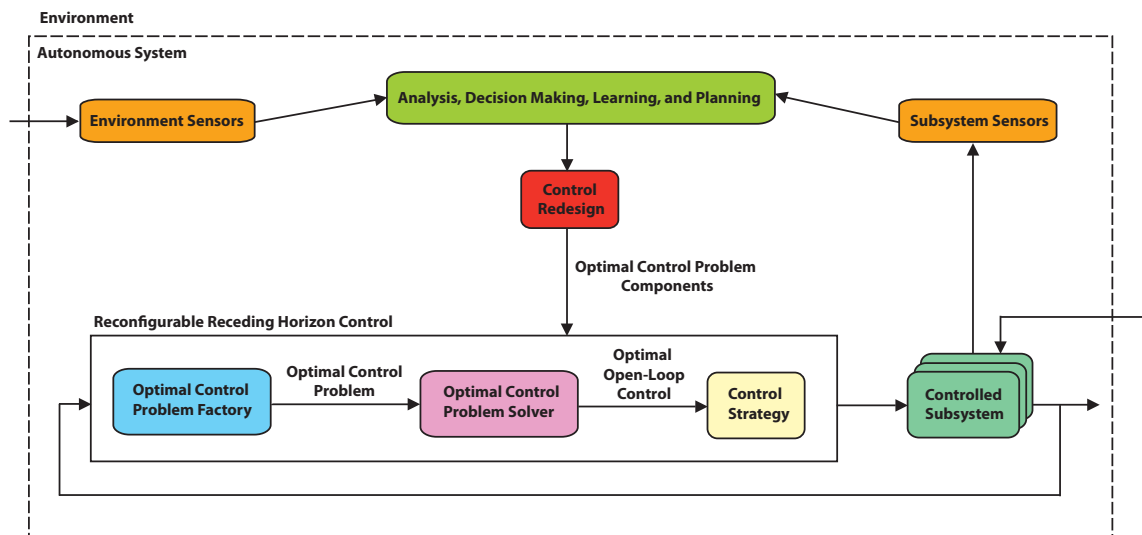 Environment
Autonomous System
Analysis, Decision Making, Learning, and Planning
Environment Sensors
Subsystem Sensors
Control
Redesign
Optimal Control Problem
Components
Reconfigurable Receding Horizon Control
Optimal Control
Problem Factory
Optimal Control
Problem
Optimal Control
Problem Solver
Optimal
Open-Loop
Control
Control
Strategy
Controlled
Subsystem